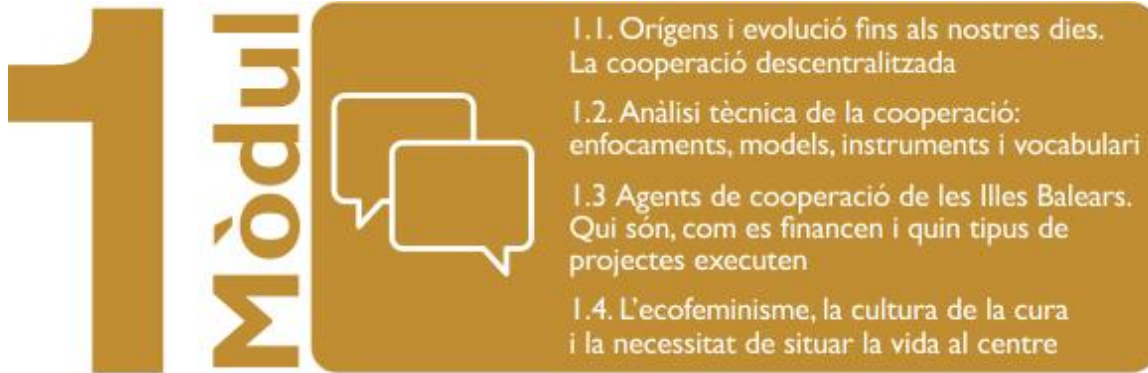 1
Mòdul
1.1. Orígens i evolució fins als nostres dies.
La cooperació descentralitzada
1.2. Anàlisi tècnica de la cooperació:
enfocaments, models, instruments i vocabulari
1.3 Agents de cooperació de les Illes Balears.
Qui són, com es financen i quin tipus de
projectes executen
1.4. L’ecofeminisme, la cultura de la cura
i la necessitat de situar la vida al centre